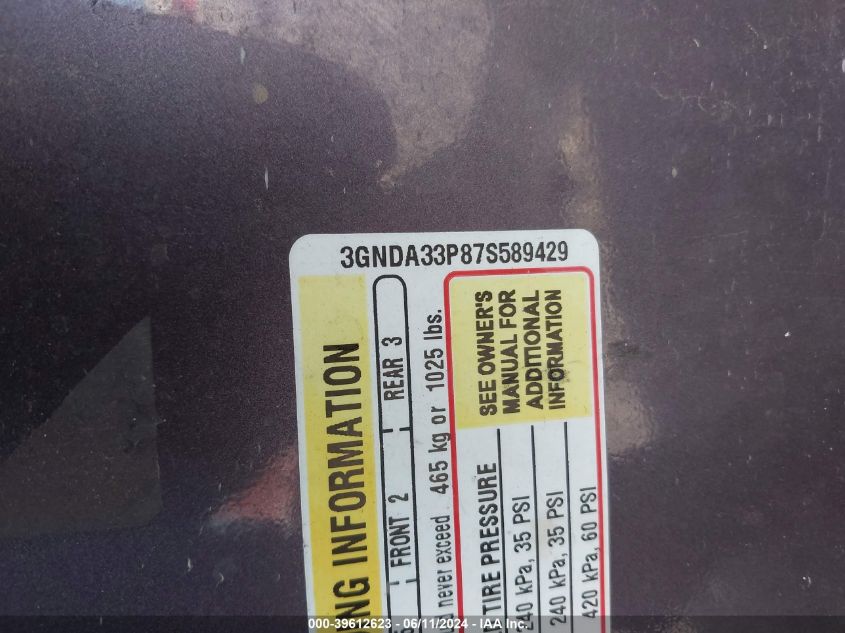 3GNDA33P87S589429
ING INFORMATION
FRONT 2 REAR 3
never exceed 465 kg or 1025 lbs.
SEE OWNER'S
MANUAL FOR
ADDITIONAL
INFORMATION
TIRE PRESSURE
240 kPa, 35 PSI
240 kPa, 35 PSI
420 kPa, 60 PSI
000-39612623 - 06/11/2024 - IAA Inc.